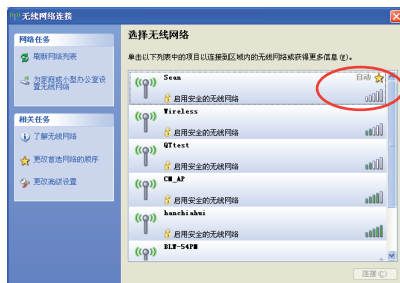 无线网络连接
网络任务
刷新网络列表
为家庭或小型办公室设
置无线网络
相关任务
了解无线网络
更改首选网络的顺序
更改高级设置
选择无线网络
单击以下列表中的项目以连接到区域内的无线网络或获得更多信息(W)。
Sean 自动
启用安全的无线网络
Wireless
启用安全的无线网络
QTtest
启用安全的无线网络
CM_AP
启用安全的无线网络
hanchiahui
启用安全的无线网络
BLW-54PM
连接(C)